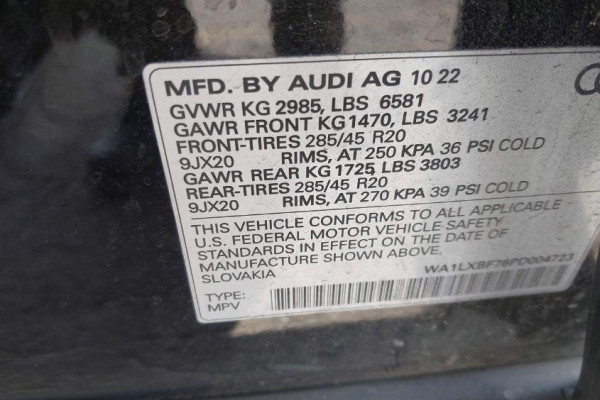 MFD. BY AUDI AG 10 22
GVWR KG 2985, LBS 6581
GAWR FRONT KG 1470, LBS 3241
FRONT-TIRES 285/45 R20
9JX20 RIMS, AT 250 KPA 36 PSI COLD
GAWR REAR KG 1725, LBS 3803
REAR-TIRES 285/45 R20
9JX20 RIMS, AT 270 KPA 39 PSI COLD
THIS VEHICLE CONFORMS TO ALL APPLICABLE
U.S. FEDERAL MOTOR VEHICLE SAFETY
STANDARDS IN EFFECT ON THE DATE OF
MANUFACTURE SHOWN ABOVE.
SLOVAKIA
WA1LXBF76PD004723
TYPE:
MPV